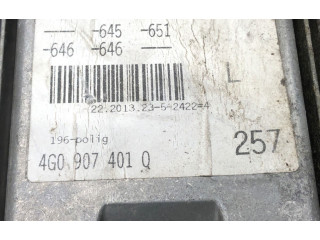 -- -645 -651
-646 -646 --
L
22.2013.23-5-2422-4
196-polig
257
4G0 907 401 Q